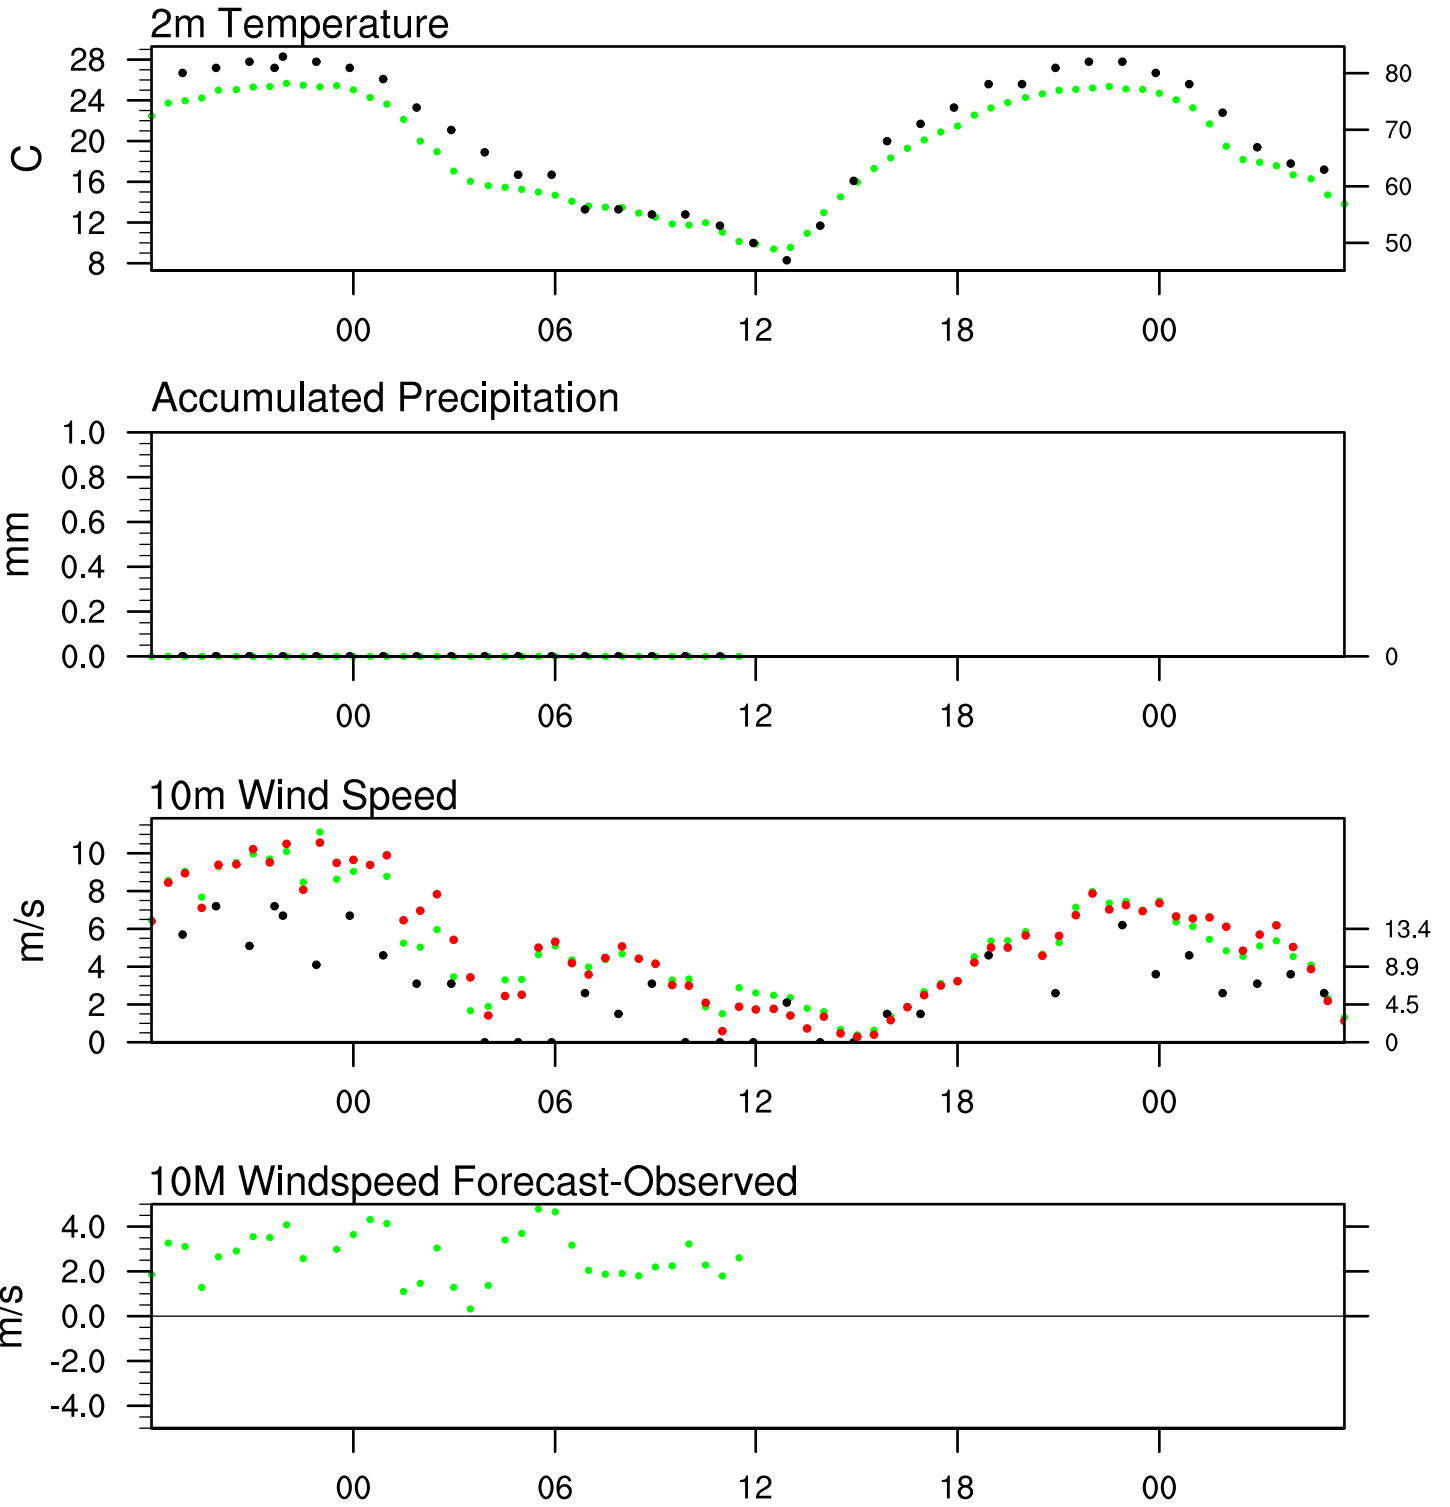 2m Temperature
28
24
20
16
12
8
C
80
70
60
50
00 06 12 18 00
Accumulated Precipitation
1.0
0.8
0.6
0.4
0.2
0.0
mm
0
00 06 12 18 00
10m Wind Speed
10
8
6
4
2
0
m/s
13.4
8.9
4.5
0
00 06 12 18 00
10M Windspeed Forecast-Observed
4.0
2.0
0.0
-2.0
-4.0
m/s
00 06 12 18 00